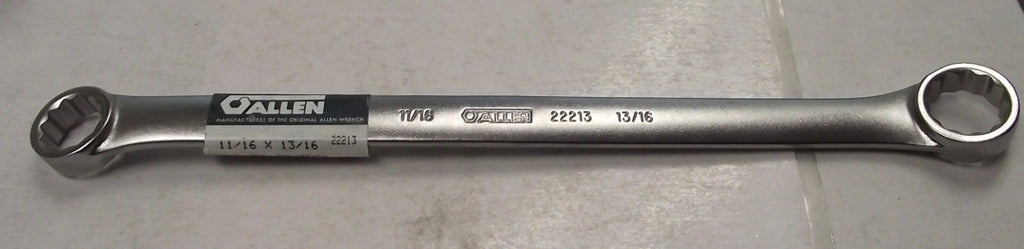 ALLEN
MANUFACTURERS OF THE ORIGINAL ALLEN WRENCH
11/16 X 13/16 22213
11/16 ALLEN 22213 13/16